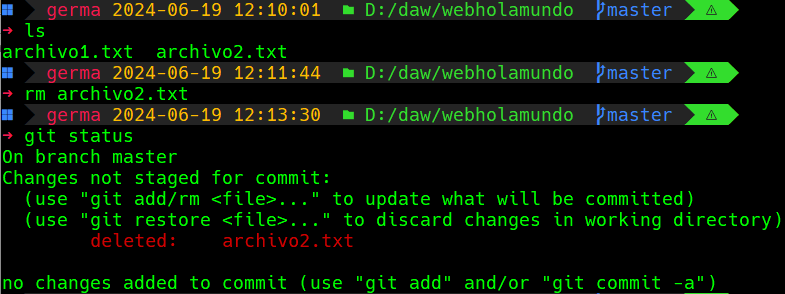 germa 2024-06-19 12:10:01 D:/daw/webholamundo master
→ ls
archivo1.txt  archivo2.txt
germa 2024-06-19 12:11:44 D:/daw/webholamundo master
→ rm archivo2.txt
germa 2024-06-19 12:13:30 D:/daw/webholamundo master
→ git status
On branch master
Changes not staged for commit:
  (use "git add/rm <file>..." to update what will be committed)
  (use "git restore <file>..." to discard changes in working directory)
        deleted:    archivo2.txt

no changes added to commit (use "git add" and/or "git commit -a")